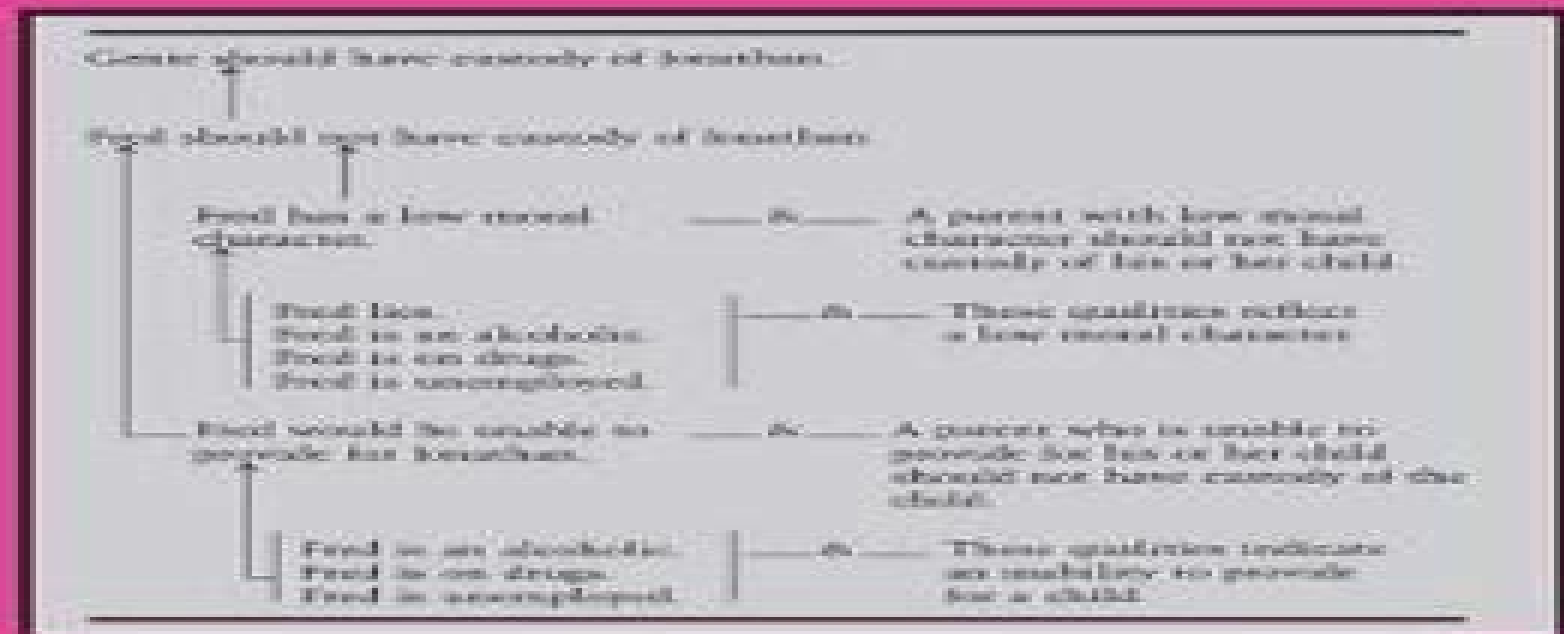 should have custody of Jonathan.
Fred should not have custody of Jonathan
Fred has a low moral
character.
&
A parent with low moral
character should not have
custody of his or her child.
Fred lies.
Fred is an alcoholic.
Fred is on drugs.
Fred is unemployed.
&
These qualities reflect
a low moral character
Fred would be unable to
provide for Jonathan.
&
A parent who is unable to
provide for his or her child
should not have custody of the
child.
Fred is an alcoholic.
Fred is on drugs.
Fred is unemployed.
&
These qualities indicate
an inability to provide
for a child.